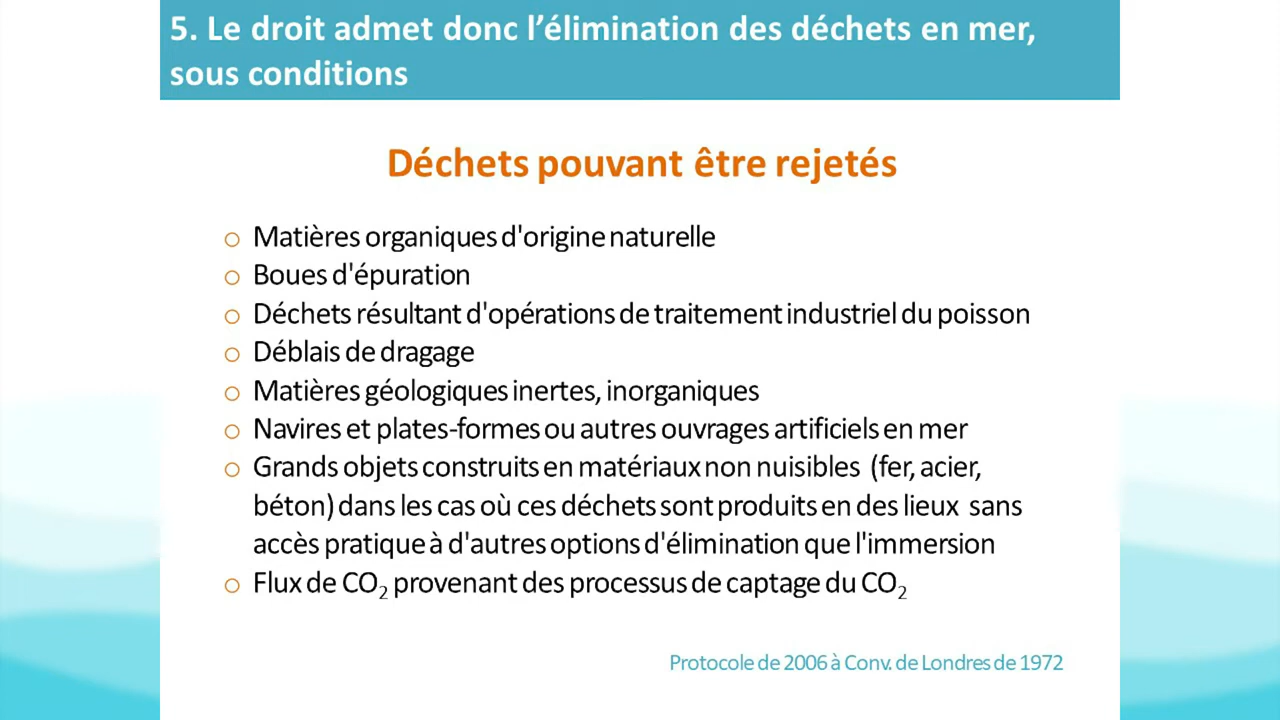 5. Le droit admet donc l’élimination des déchets en mer,
sous conditions
Déchets pouvant être rejetés
o Matières organiques d'origine naturelle
o Boues d'épuration
o Déchets résultant d'opérations de traitement industriel du poisson
o Déblais de dragage
o Matières géologiques inertes, inorganiques
o Navires et plates-formes ou autres ouvrages artificiels en mer
o Grands objets construits en matériaux non nuisibles (fer, acier,
béton) dans les cas où ces déchets sont produits en des lieux sans
accès pratique à d'autres options d'élimination que l'immersion
o Flux de CO₂ provenant des processus de captage du CO₂
Protocole de 2006 à Conv. de Londres de 1972